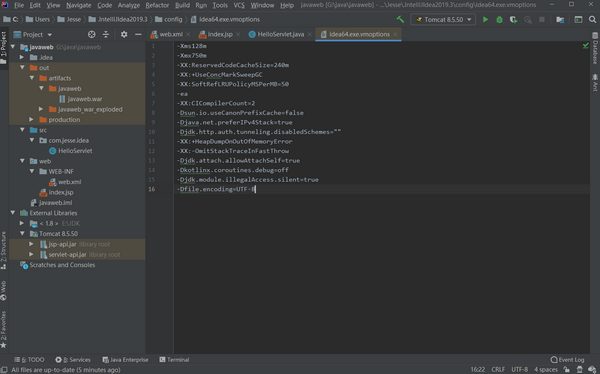 File Edit View Navigate Code Analyze Refactor Build Run Tools VCS Window Help
javaweb [G:\java\javaweb] - ...\Jesse\.IntelliJIdea2019.3\config\idea64.exe.vmoptions
C: Users Jesse .IntelliJIdea2019.3 config idea64.exe.vmoptions
Tomcat 8.5.50
Project
web.xml index.jsp HelloServlet.java idea64.exe.vmoptions
javaweb G:\java\javaweb
.idea
out
artifacts
javaweb
javaweb.war
javaweb_war_exploded
production
src
com.jesse.idea
HelloServlet
web
WEB-INF
web.xml
index.jsp
javaweb.iml
External Libraries
< 1.8 > E:\JDK
Tomcat 8.5.50
jsp-api.jar library root
servlet-api.jar library root
Scratches and Consoles
1 -Xms128m
2 -Xmx750m
3 -XX:ReservedCodeCacheSize=240m
4 -XX:+UseConcMarkSweepGC
5 -XX:SoftRefLRUPolicyMSPerMB=50
6 -ea
7 -XX:CICompilerCount=2
8 -Dsun.io.useCanonPrefixCache=false
9 -Djava.net.preferIPv4Stack=true
10 -Djdk.http.auth.tunneling.disabledSchemes=""
11 -XX:+HeapDumpOnOutOfMemoryError
12 -XX:-OmitStackTraceInFastThrow
13 -Djdk.attach.allowAttachSelf=true
14 -Dkotlinx.coroutines.debug=off
15 -Djdk.module.illegalAccess.silent=true
16 -Dfile.encoding=UTF-8
1: Project
2: Structure
Web
2: Favorites
Database
Ant
6: TODO 8: Services Java Enterprise Terminal Event Log
All files are up-to-date (5 minutes ago) 16:22 CRLF UTF-8 4 spaces